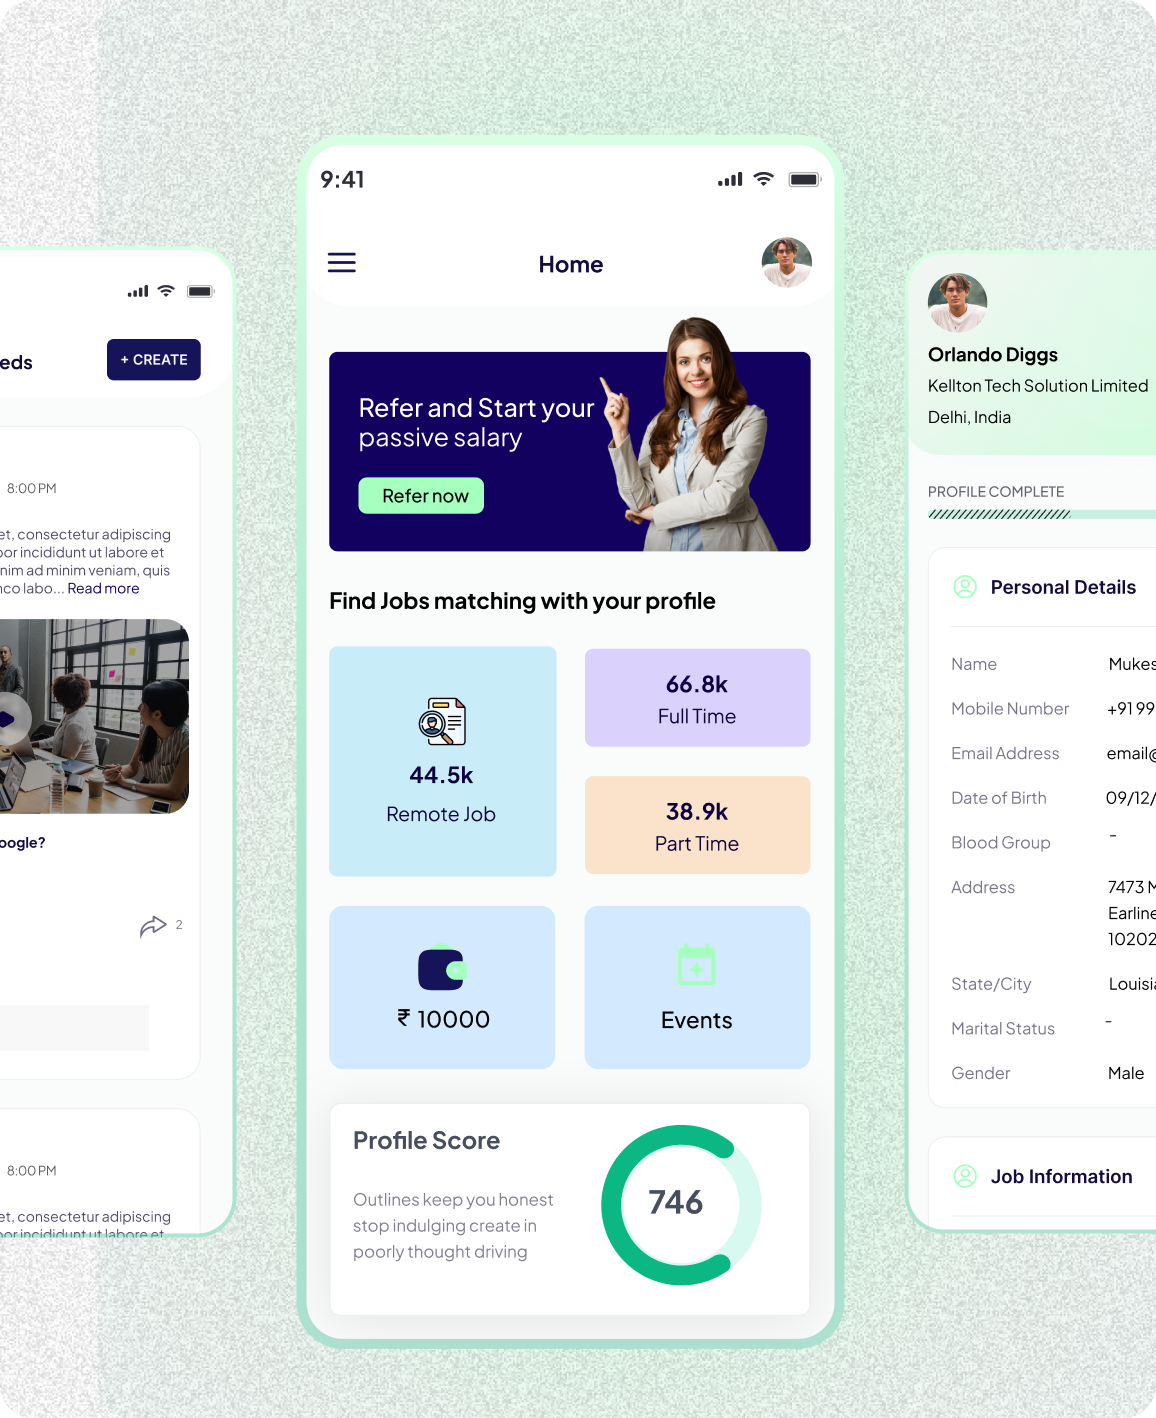 eds
+ CREATE
8:00 PM
et, consectetur adipiscing
por incididunt ut labore et
nim ad minim veniam, quis
nco labo... Read more
oogle?
2
8:00 PM
et, consectetur adipiscing
por incididunt ut labore et
9:41
Home
Refer and Start your
passive salary
Refer now
Find Jobs matching with your profile
44.5k
Remote Job
66.8k
Full Time
38.9k
Part Time
₹ 10000
Events
Profile Score
Outlines keep you honest
stop indulging create in
poorly thought driving
746
Orlando Diggs
Kellton Tech Solution Limited
Delhi, India
PROFILE COMPLETE
Personal Details
Name Mukes
Mobile Number +91 99
Email Address email@
Date of Birth 09/12/
Blood Group -
Address 7473 M
Earline
10202
State/City Louisi
Marital Status -
Gender Male
Job Information